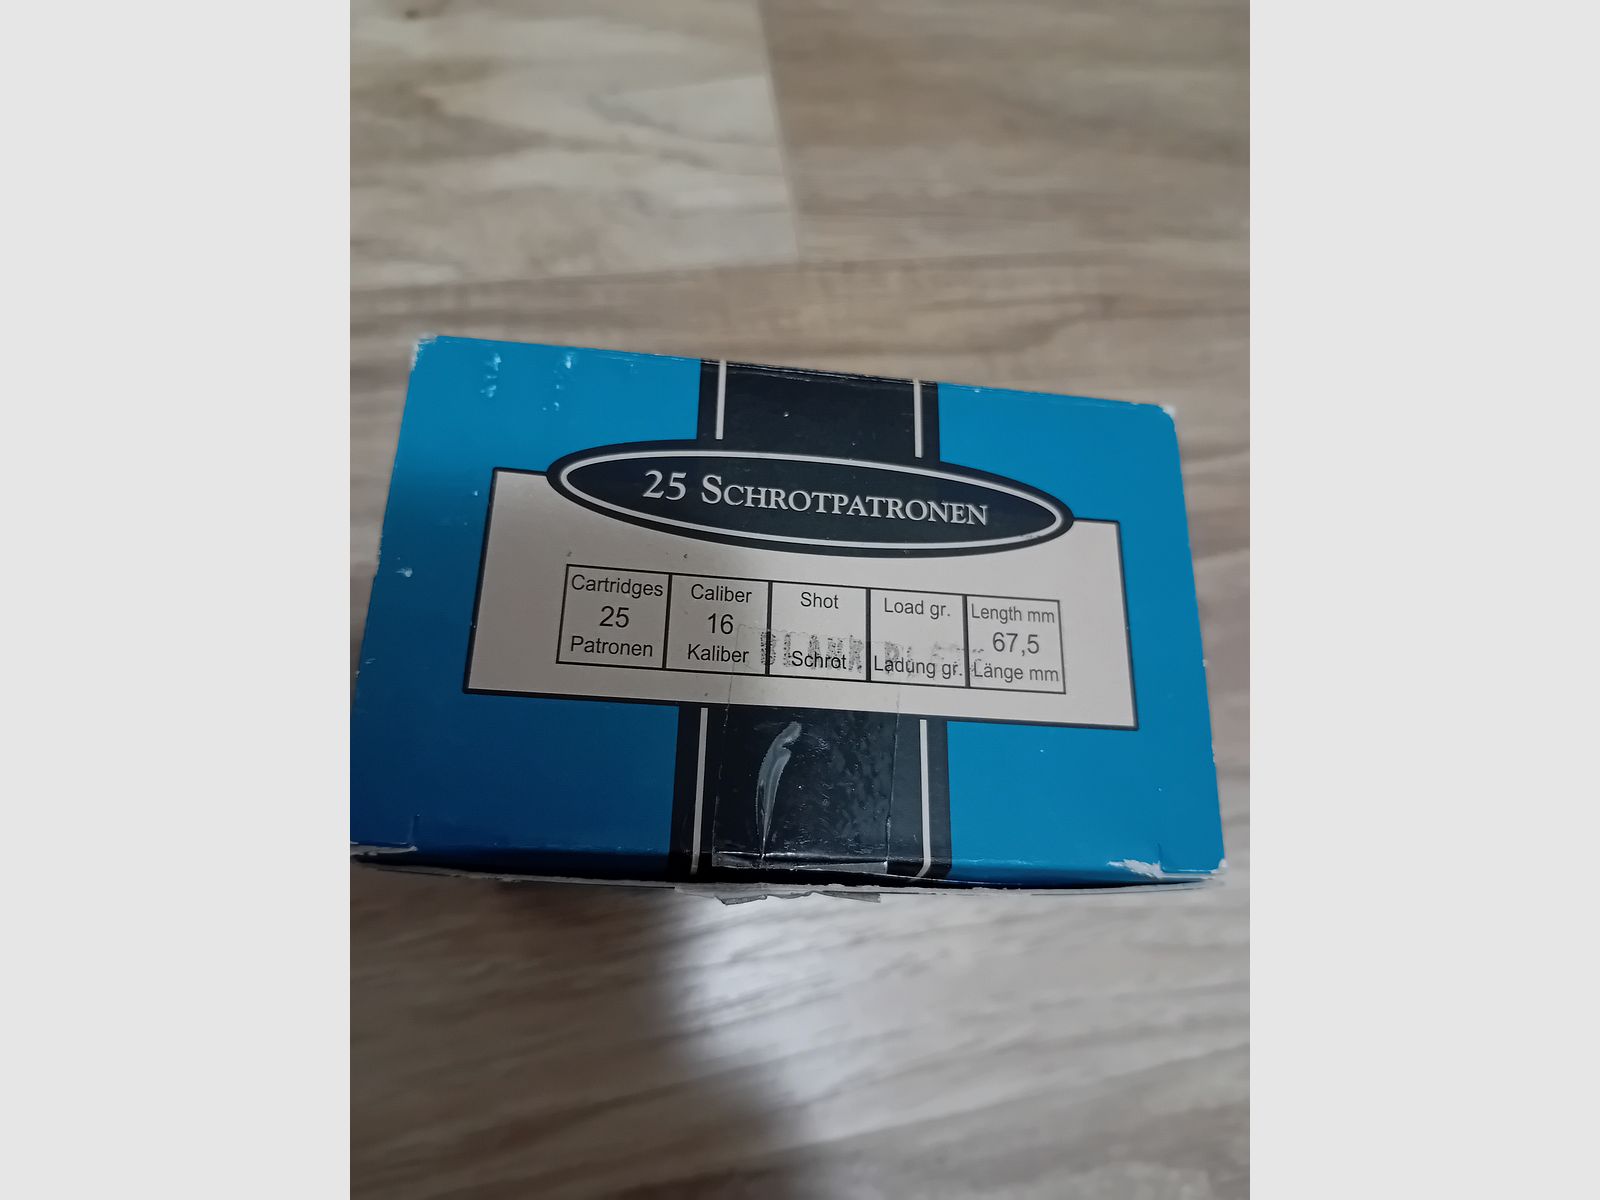 25 SCHROTPATRONEN
Cartridges Caliber Shot Load gr. Length mm
25 16 67,5
Patronen Kaliber Schrot Ladung gr. Länge mm